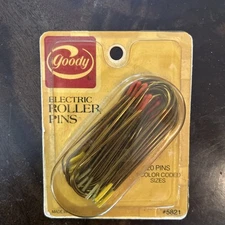 Goody
ELECTRIC
ROLLER
PINS
20 PINS
COLOR CODED
SIZES
#5821